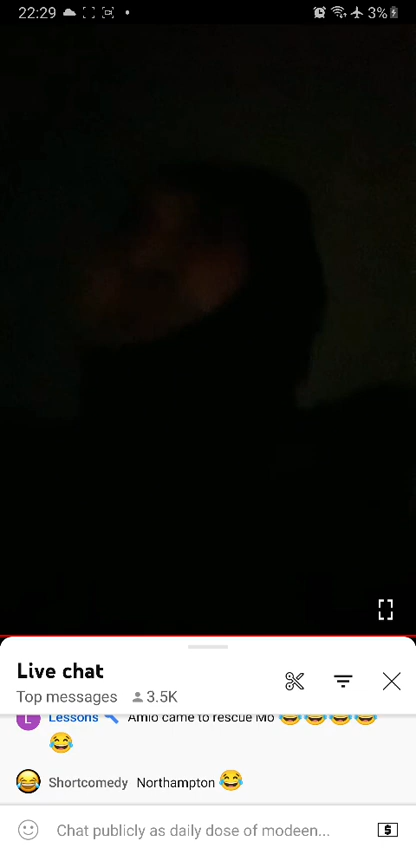 22:29 3%
Live chat
Top messages 3.5K
L Lessons Amio came to rescue Mo 😂😂😂😂
😂
Shortcomedy Northampton 😂
Chat publicly as daily dose of modeen...